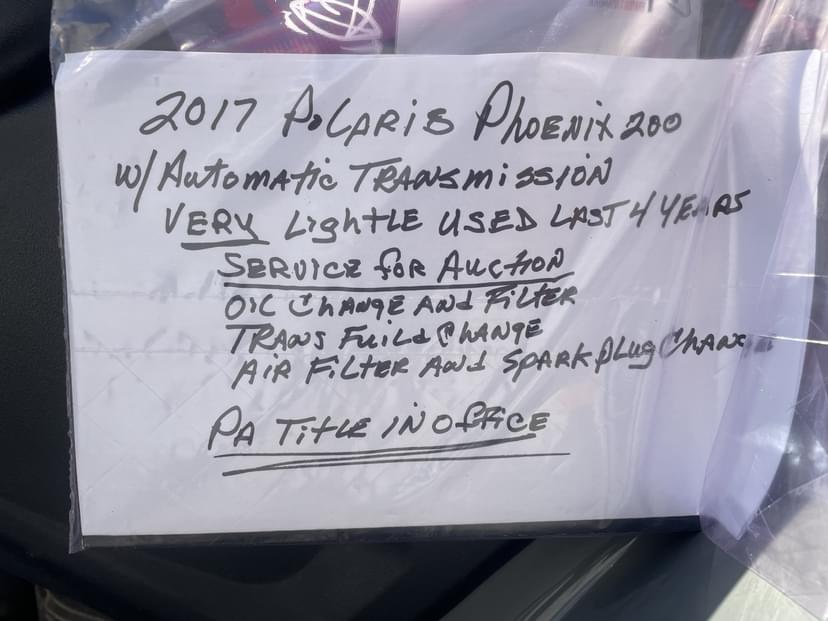 2017 POLARIS PHOENIX 200
W/ AUTOMATIC TRANSMISSION
VERY LIGHTLE USED LAST 4 YEARS
SERVICE FOR AUCTION
OIL CHANGE AND FILTER
TRANS FUILD CHANGE
AIR FILTER AND SPARK PLUG CHANGE
PA TITLE IN OFFICE